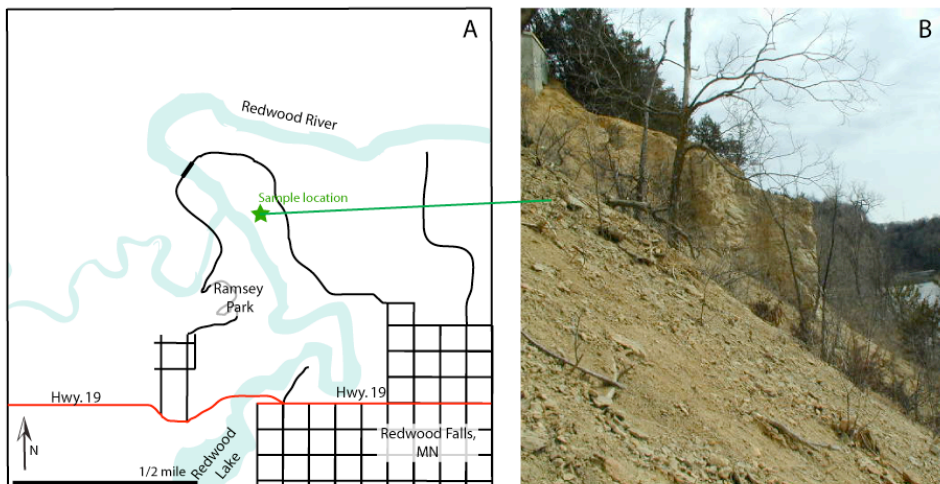 A
B
Redwood River
Sample location
Ramsey
Park
Hwy. 19
Hwy. 19
Redwood Falls,
MN
Redwood
Lake
N
1/2 mile